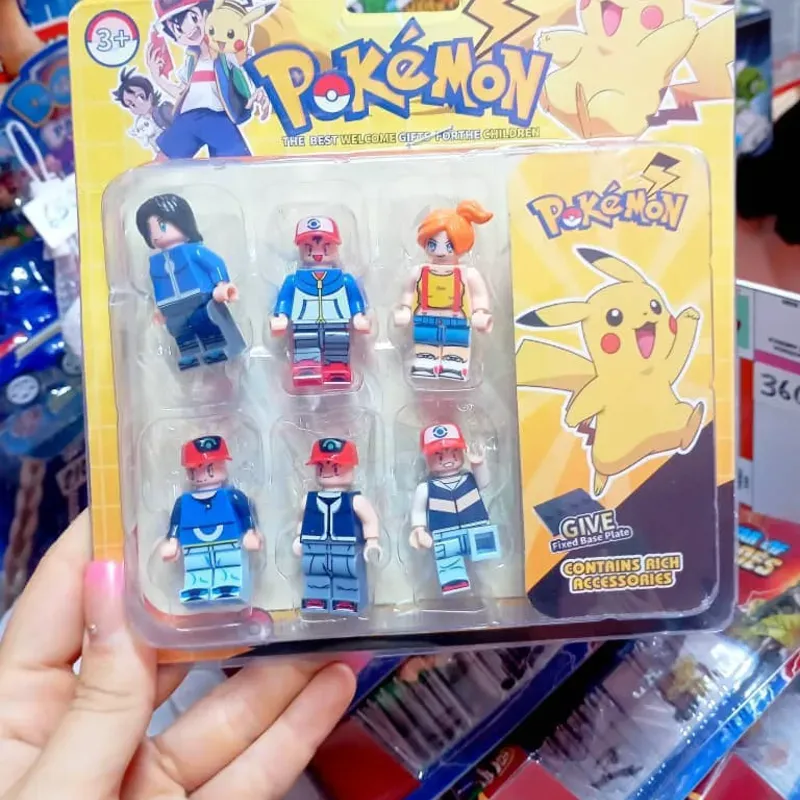 3+
POKÉMON
THE BEST WELCOME GIFTS FORTHE CHILDREN
POKÉMON
GIVE
Fixed Base Plate
CONTAINS RICH
ACCESSORIES
360